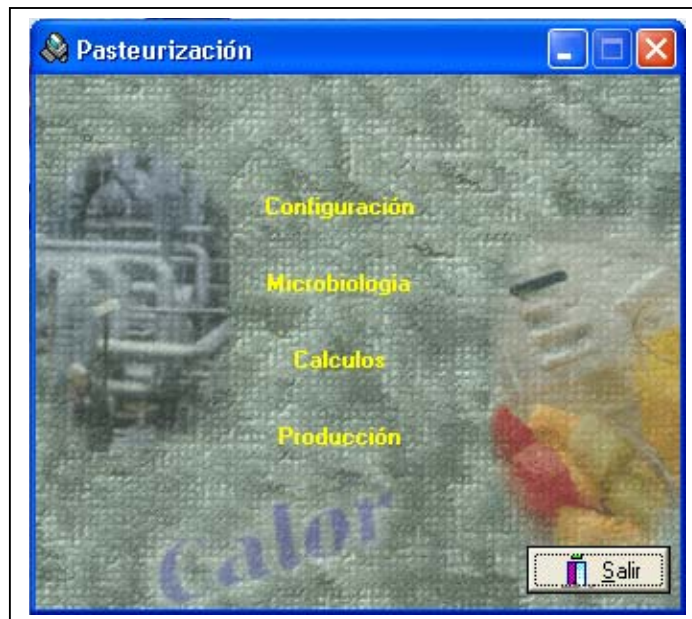 Pasteurización
Configuración
Microbiologia
Calculos
Producción
Calor
Salir